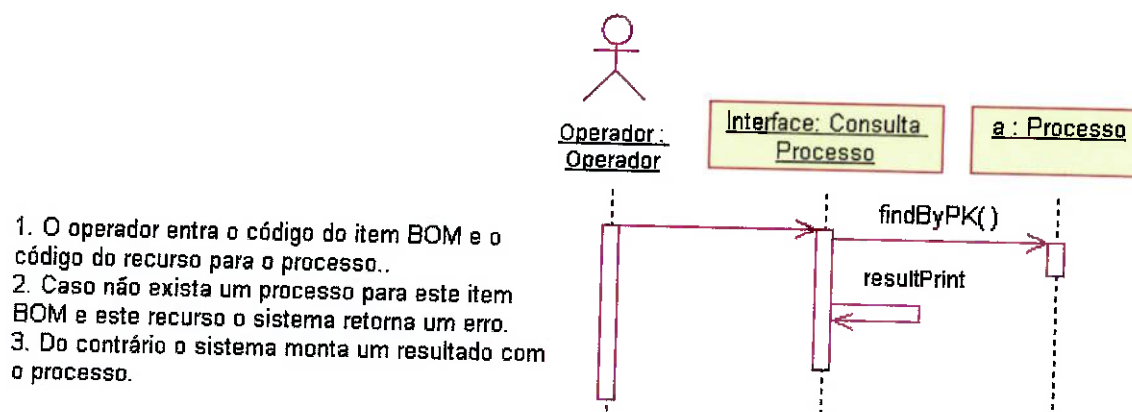 Operador :
Operador
Interface: Consulta
Processo
a : Processo
findByPK( )
resultPrint
1. O operador entra o código do item BOM e o
código do recurso para o processo..
2. Caso não exista um processo para este item
BOM e este recurso o sistema retorna um erro.
3. Do contrário o sistema monta um resultado com
o processo.